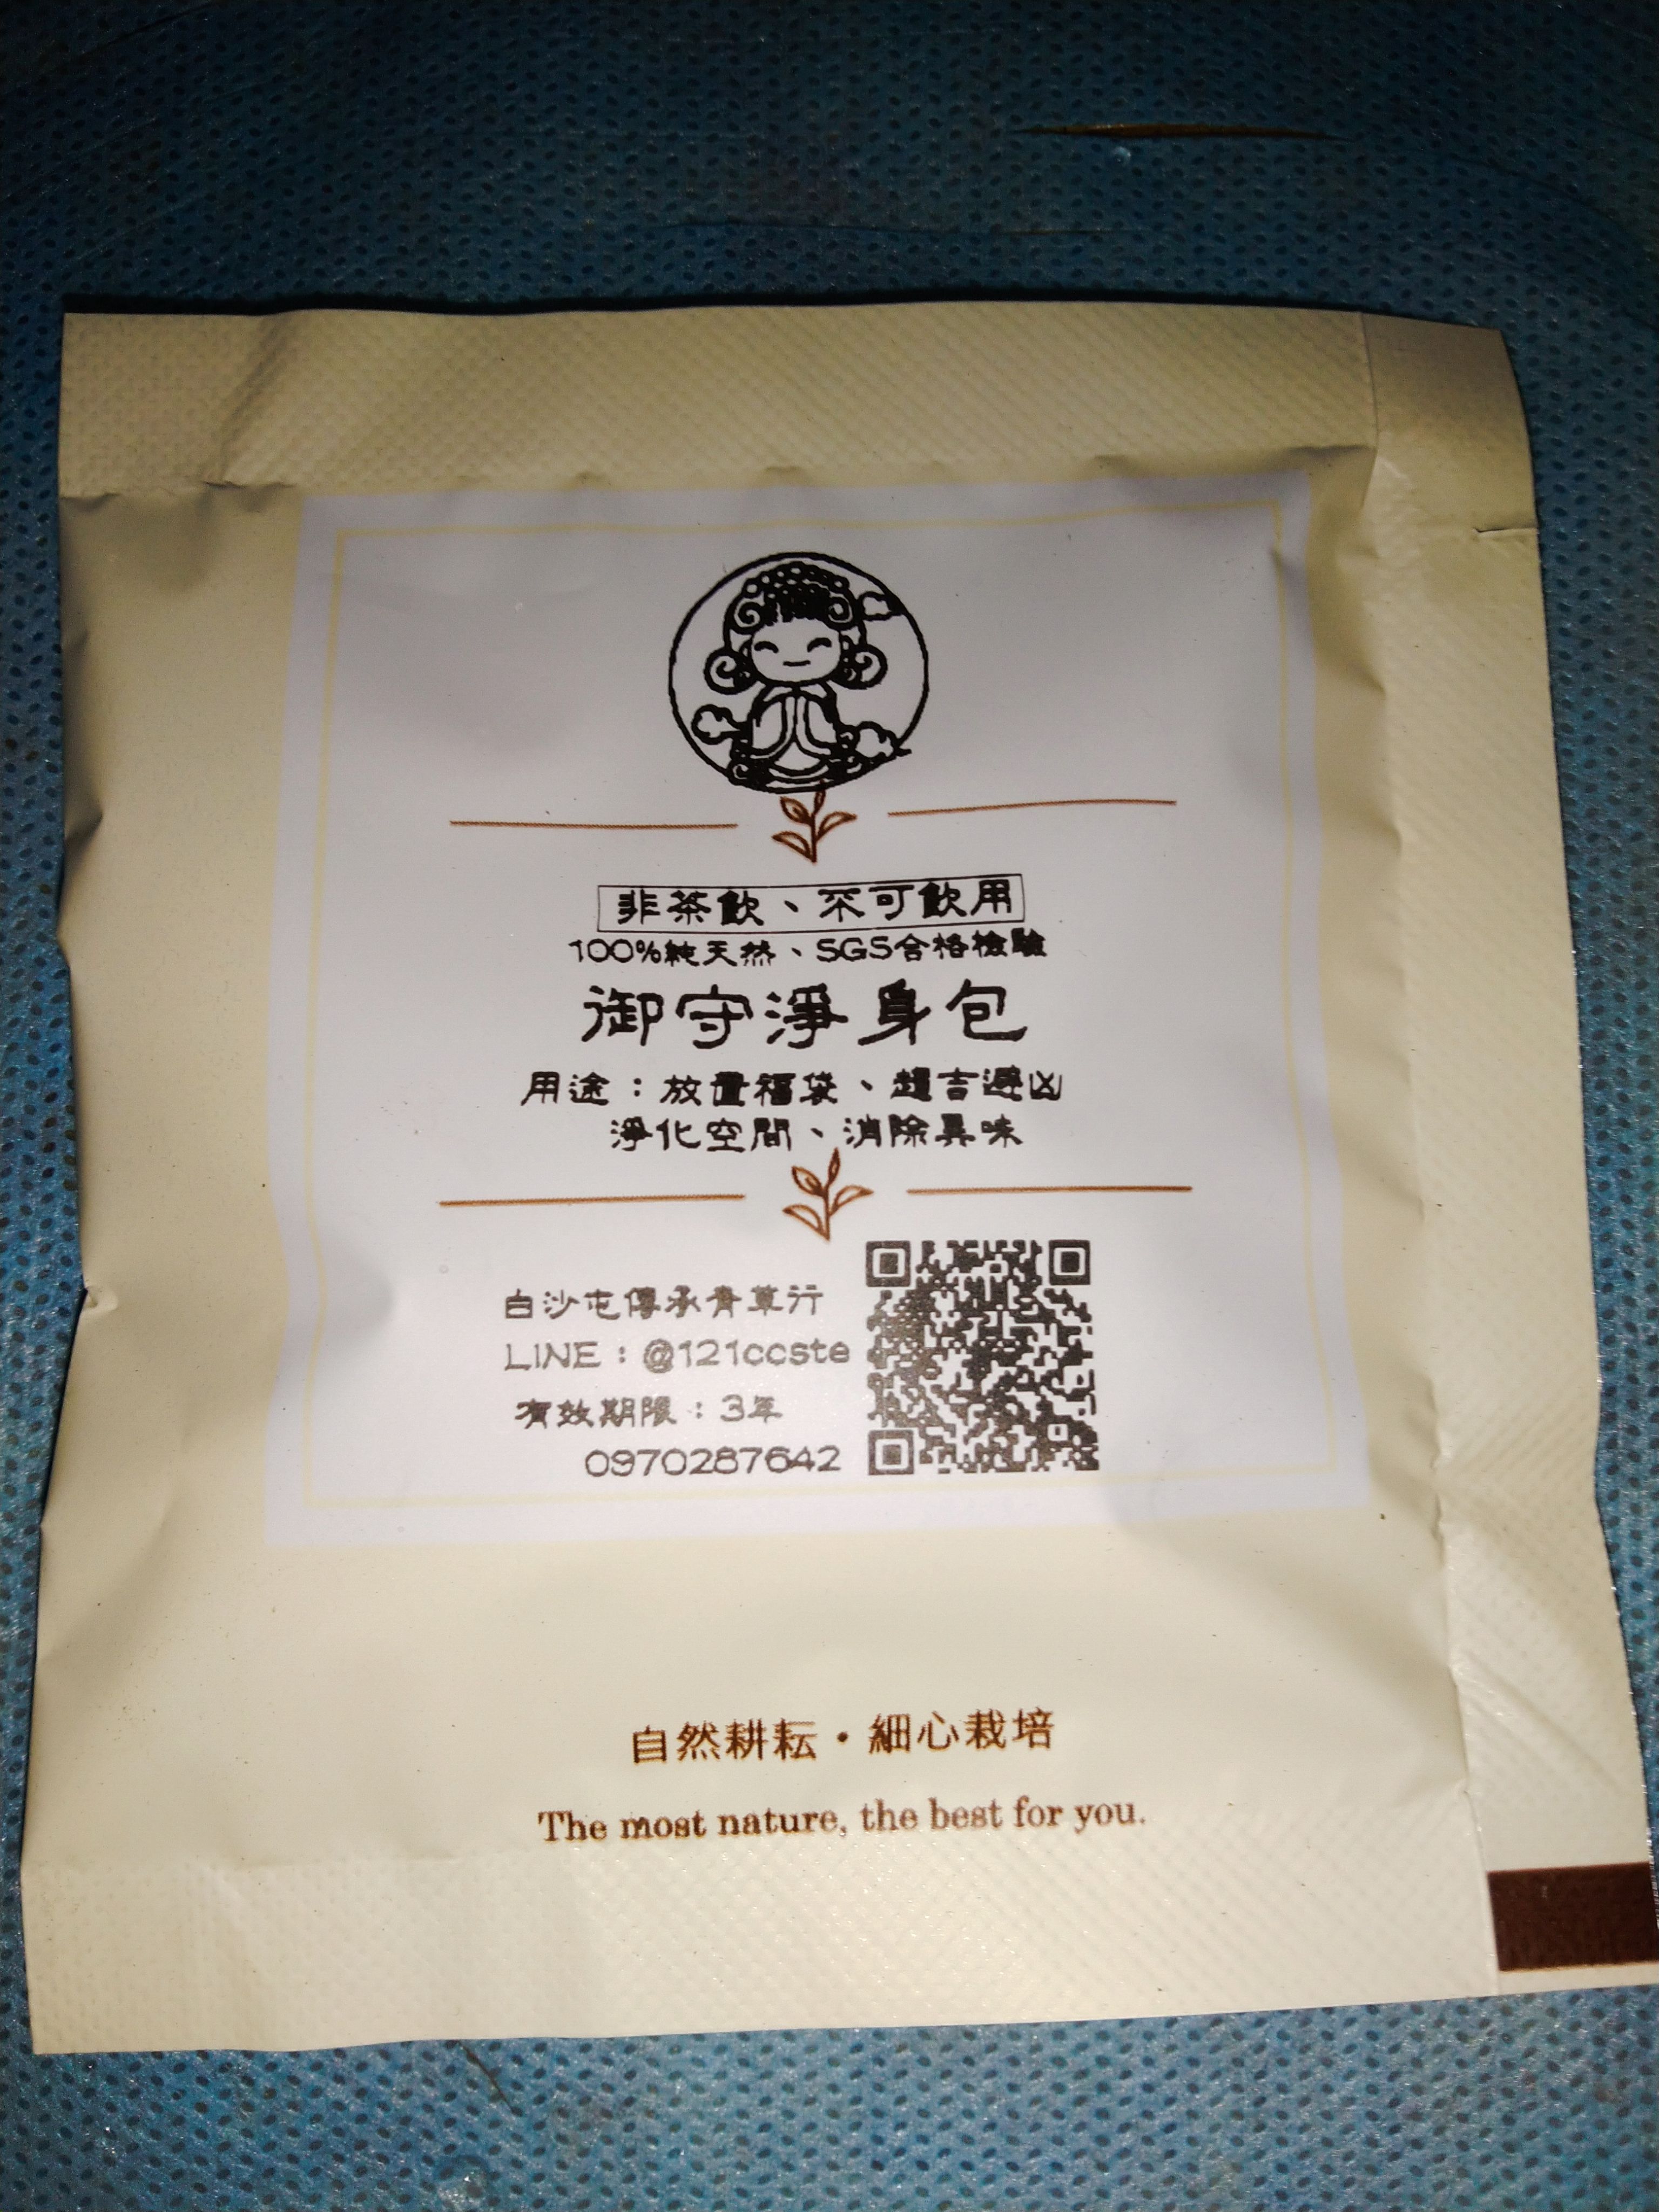 非茶飲、不可飲用
100%純天然、SGS合格檢驗
御守淨身包
用途：放置福袋、趨吉避凶
淨化空間、消除異味
白沙屯傳承青草行
LINE：@121ccste
有效期限：3年
0970287642
自然耕耘・細心栽培
The most nature, the best for you.